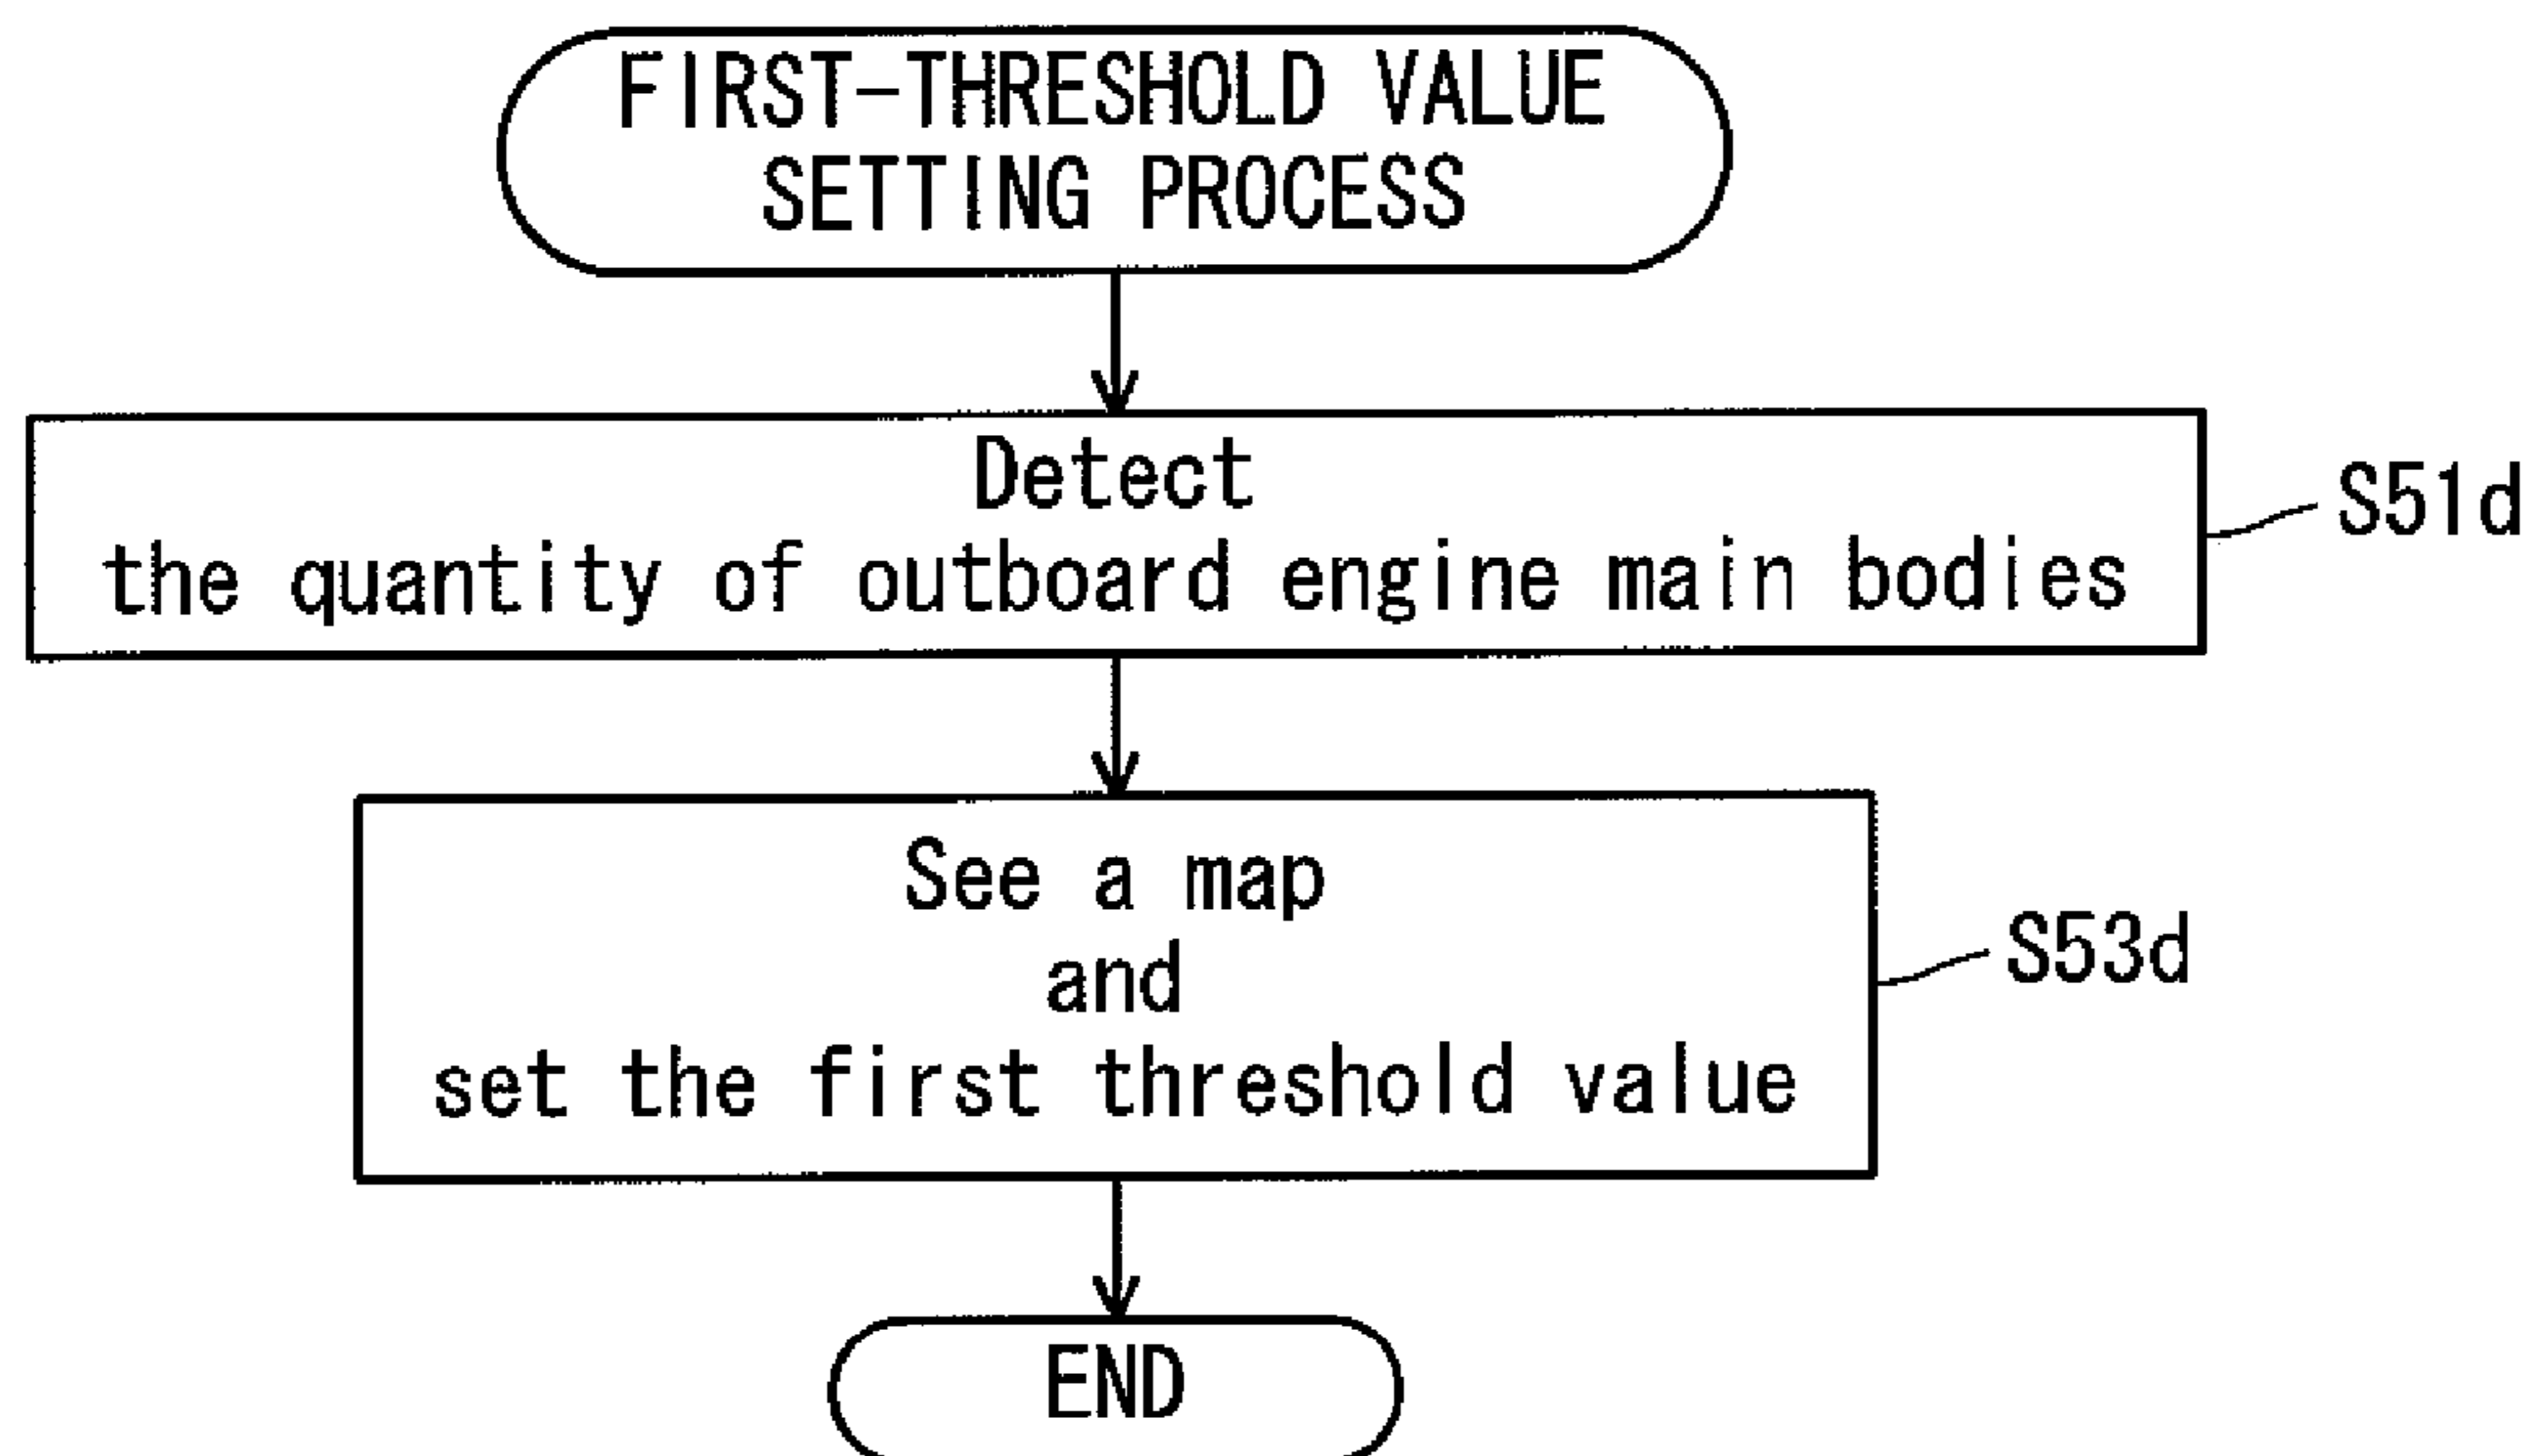 FIRST-THRESHOLD VALUE
SETTING PROCESS
Detect
the quantity of outboard engine main bodies
S51d
See a map
and
set the first threshold value
S53d
END